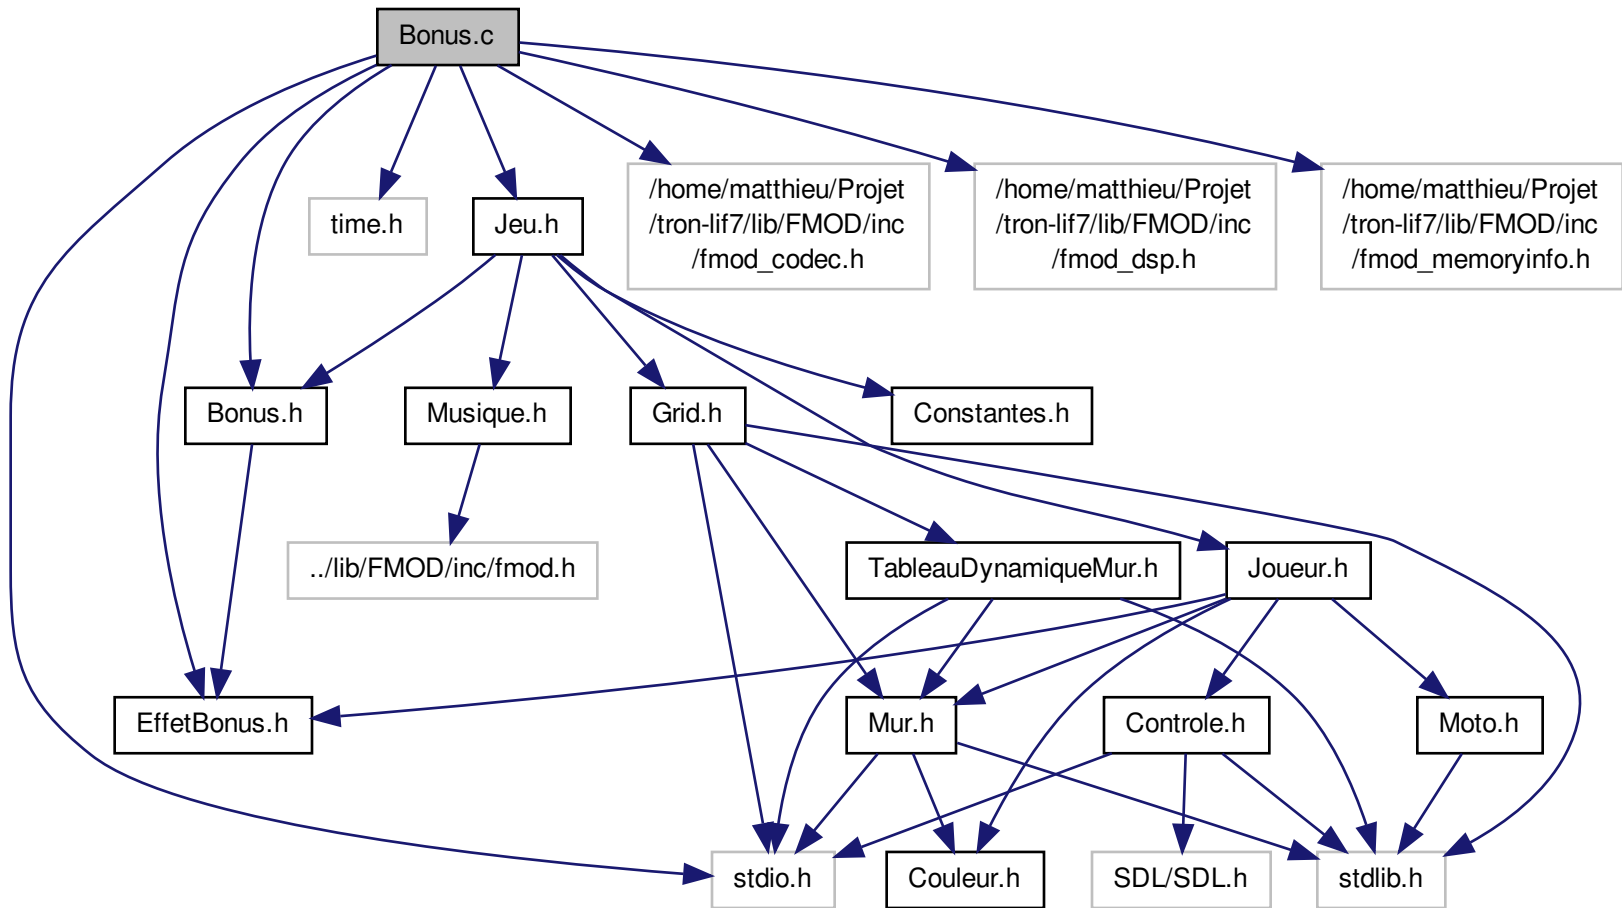 Bonus.c
time.h
Jeu.h
/home/matthieu/Projet
/tron-lif7/lib/FMOD/inc
/fmod_codec.h
/home/matthieu/Projet
/tron-lif7/lib/FMOD/inc
/fmod_dsp.h
/home/matthieu/Projet
/tron-lif7/lib/FMOD/inc
/fmod_memoryinfo.h
Bonus.h
Musique.h
Grid.h
Constantes.h
../lib/FMOD/inc/fmod.h
TableauDynamiqueMur.h
Joueur.h
EffetBonus.h
Mur.h
Controle.h
Moto.h
stdio.h
Couleur.h
SDL/SDL.h
stdlib.h